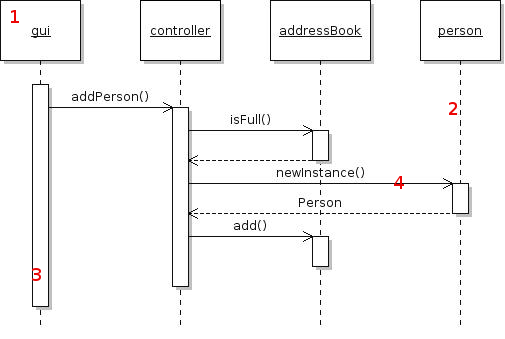 1
gui
controller
addressBook
person
addPerson()
2
isFull()
newInstance()
4
Person
add()
3